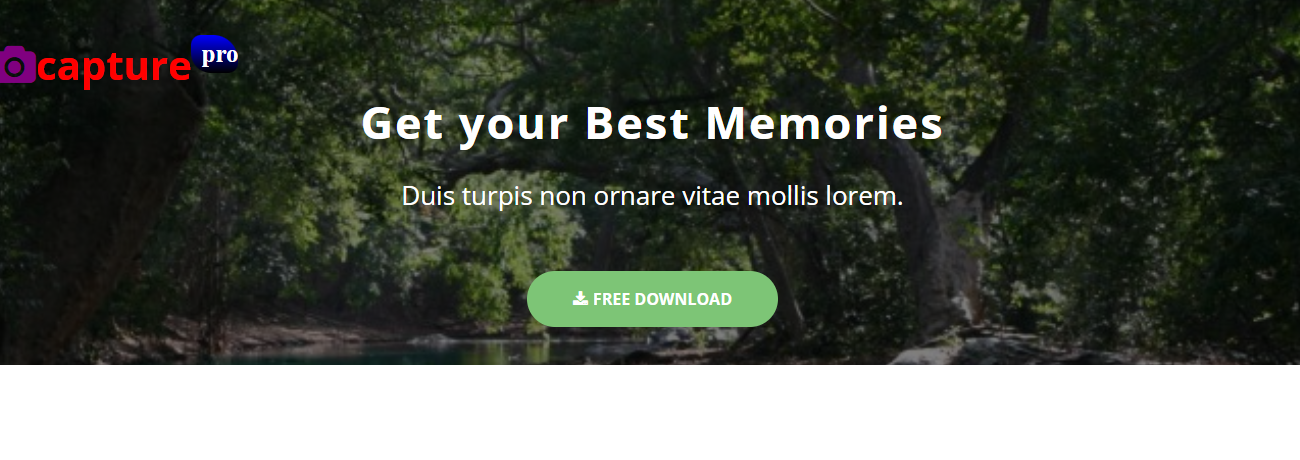 capture pro
Get your Best Memories
Duis turpis non ornare vitae mollis lorem.
FREE DOWNLOAD